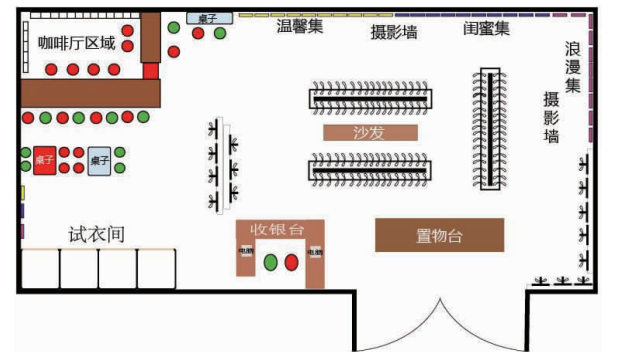 桌子
温馨集
摄影墙
闺蜜集
咖啡厅区域
浪漫集
摄影墙
沙发
桌子
桌子
试衣间
收银台
电脑
电脑
置物台